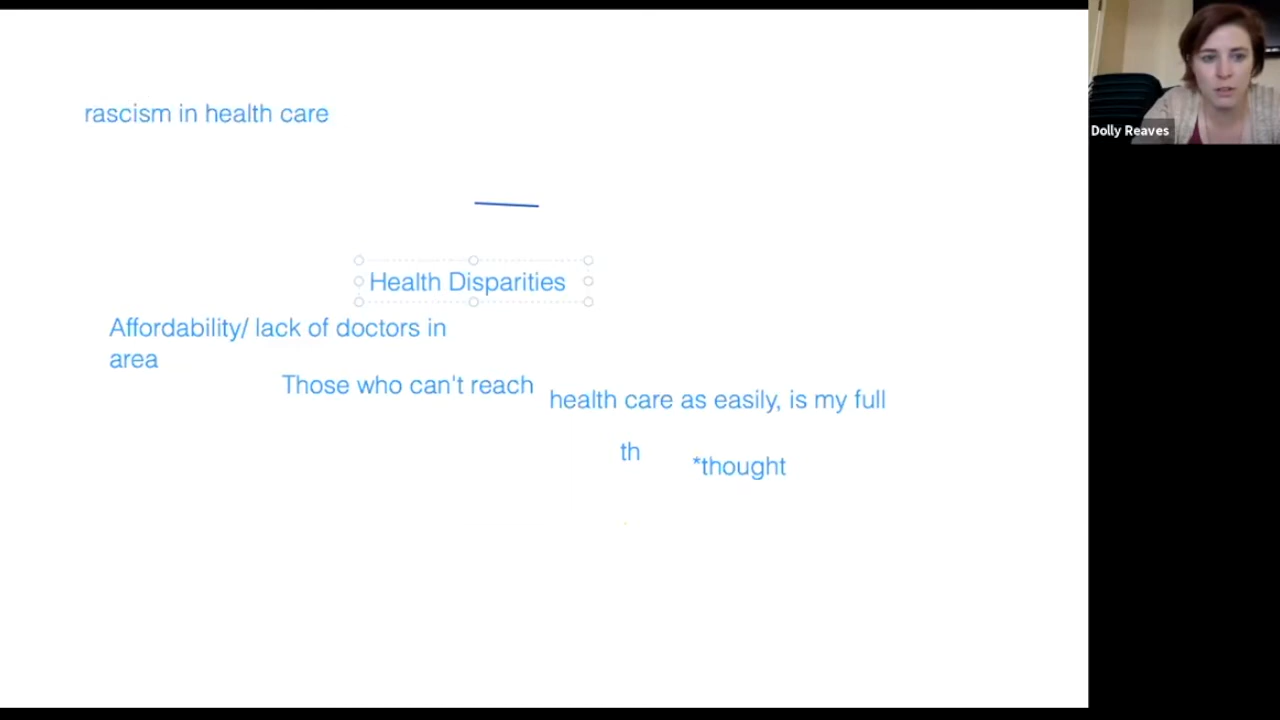 rascism in health care
Dolly Reaves
Health Disparities
Affordability/ lack of doctors in
area
Those who can't reach
health care as easily, is my full
th
*thought